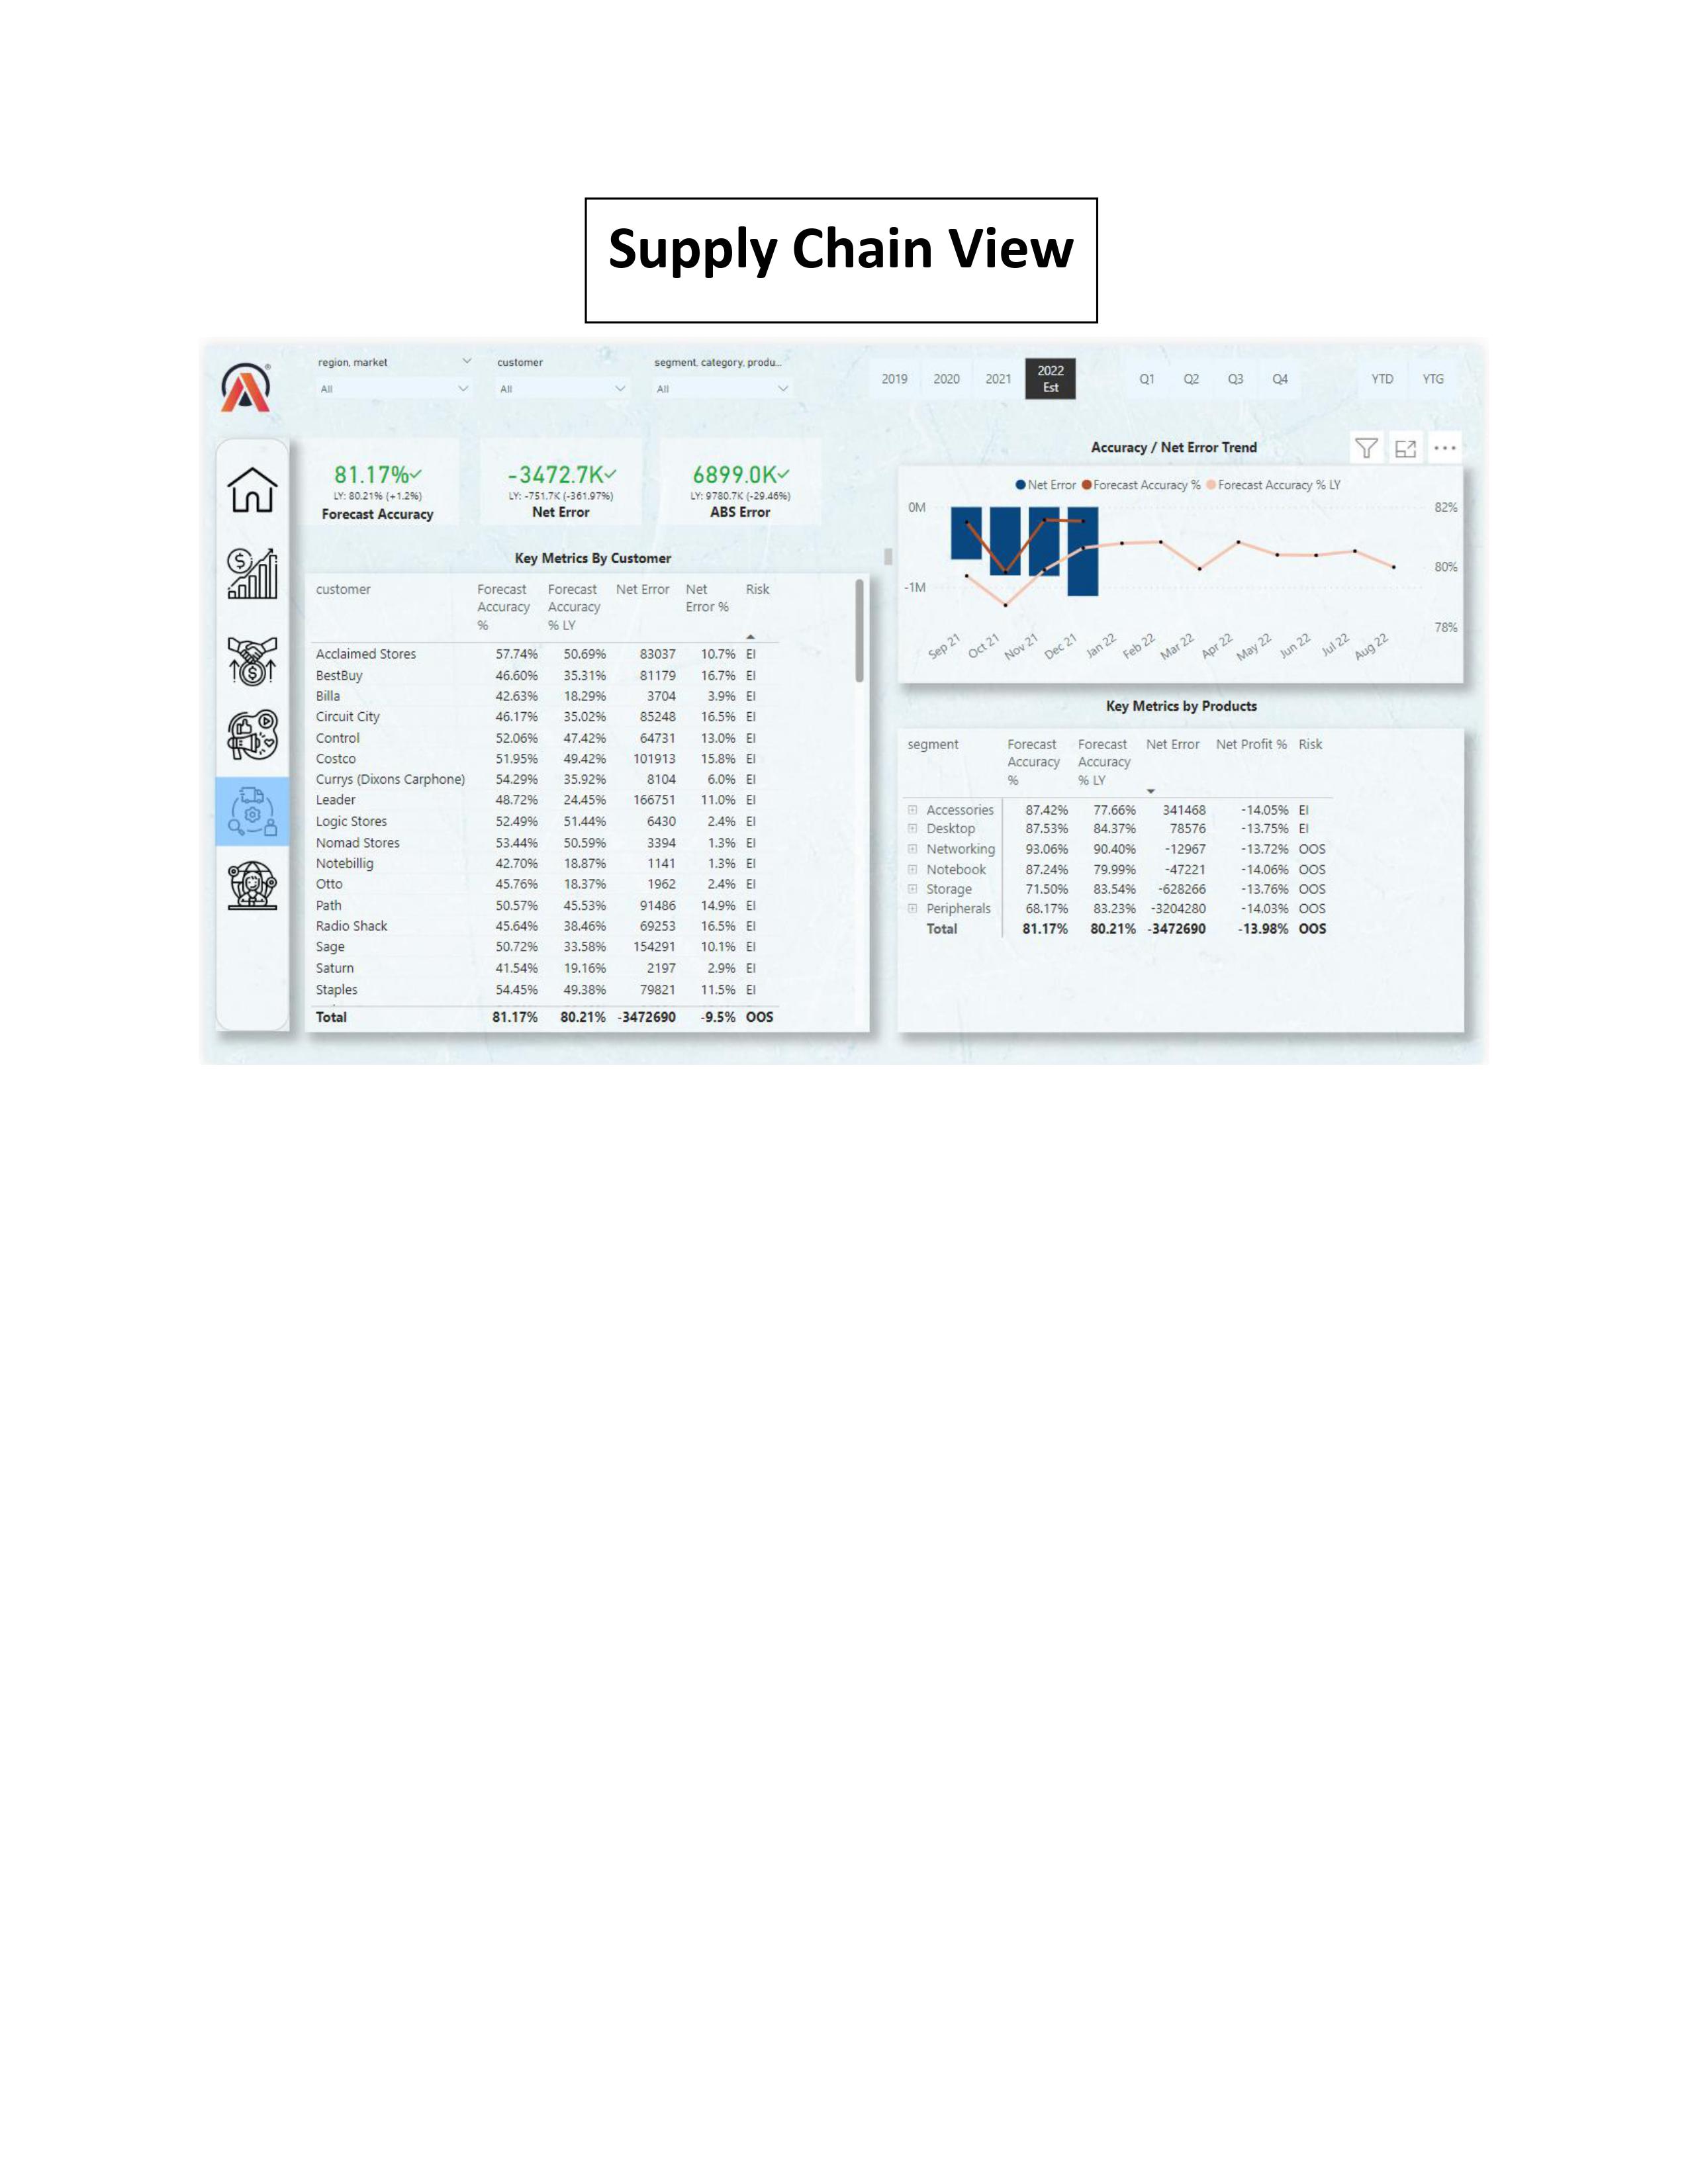 Supply Chain View
region, market
All
customer
All
segment, category, produ...
All
2019 2020 2021 2022 Est
Q1 Q2 Q3 Q4
YTD YTG
81.17%
LY: 80.21% (+1.2%)
Forecast Accuracy
-3472.7K
LY: -751.7K (-361.97%)
Net Error
6899.0K
LY: 9780.7K (-29.46%)
ABS Error
Key Metrics By Customer
customer Forecast Accuracy % Forecast Accuracy % LY Net Error Net Error % Risk
Acclaimed Stores 57.74% 50.69% 83037 10.7% EI
BestBuy 46.60% 35.31% 81179 16.7% EI
Billa 42.63% 18.29% 3704 3.9% EI
Circuit City 46.17% 35.02% 85248 16.5% EI
Control 52.06% 47.42% 64731 13.0% EI
Costco 51.95% 49.42% 101913 15.8% EI
Currys (Dixons Carphone) 54.29% 35.92% 8104 6.0% EI
Leader 48.72% 24.45% 166751 11.0% EI
Logic Stores 52.49% 51.44% 6430 2.4% EI
Nomad Stores 53.44% 50.59% 3394 1.3% EI
Notebillig 42.70% 18.87% 1141 1.3% EI
Otto 45.76% 18.37% 1962 2.4% EI
Path 50.57% 45.53% 91486 14.9% EI
Radio Shack 45.64% 38.46% 69253 16.5% EI
Sage 50.72% 33.58% 154291 10.1% EI
Saturn 41.54% 19.16% 2197 2.9% EI
Staples 54.45% 49.38% 79821 11.5% EI
Total 81.17% 80.21% -3472690 -9.5% OOS
Accuracy / Net Error Trend
Net Error Forecast Accuracy % Forecast Accuracy % LY
0M
-1M
82%
80%
78%
Sep 21 Oct 21 Nov 21 Dec 21 Jan 22 Feb 22 Mar 22 Apr 22 May 22 Jun 22 Jul 22 Aug 22
Key Metrics by Products
segment Forecast Accuracy % Forecast Accuracy % LY Net Error Net Profit % Risk
Accessories 87.42% 77.66% 341468 -14.05% EI
Desktop 87.53% 84.37% 78576 -13.75% EI
Networking 93.06% 90.40% -12967 -13.72% OOS
Notebook 87.24% 79.99% -47221 -14.06% OOS
Storage 71.50% 83.54% -628266 -13.76% OOS
Peripherals 68.17% 83.23% -3204280 -14.03% OOS
Total 81.17% 80.21% -3472690 -13.98% OOS